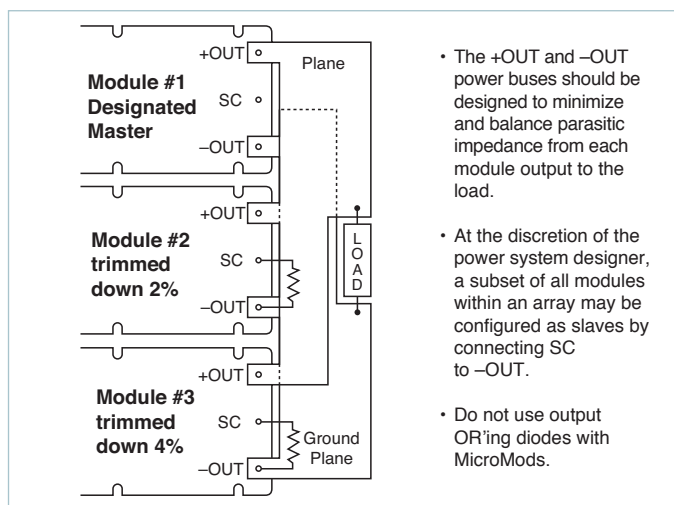 +OUT
Plane
Module #1
Designated
Master
SC
–OUT
+OUT
Module #2
trimmed
down 2%
SC
–OUT
LOAD
+OUT
Module #3
trimmed
down 4%
SC
Ground
Plane
–OUT
• The +OUT and –OUT
power buses should be
designed to minimize
and balance parasitic
impedance from each
module output to the
load.
• At the discretion of the
power system designer,
a subset of all modules
within an array may be
configured as slaves by
connecting SC
to –OUT.
• Do not use output
OR'ing diodes with
MicroMods.